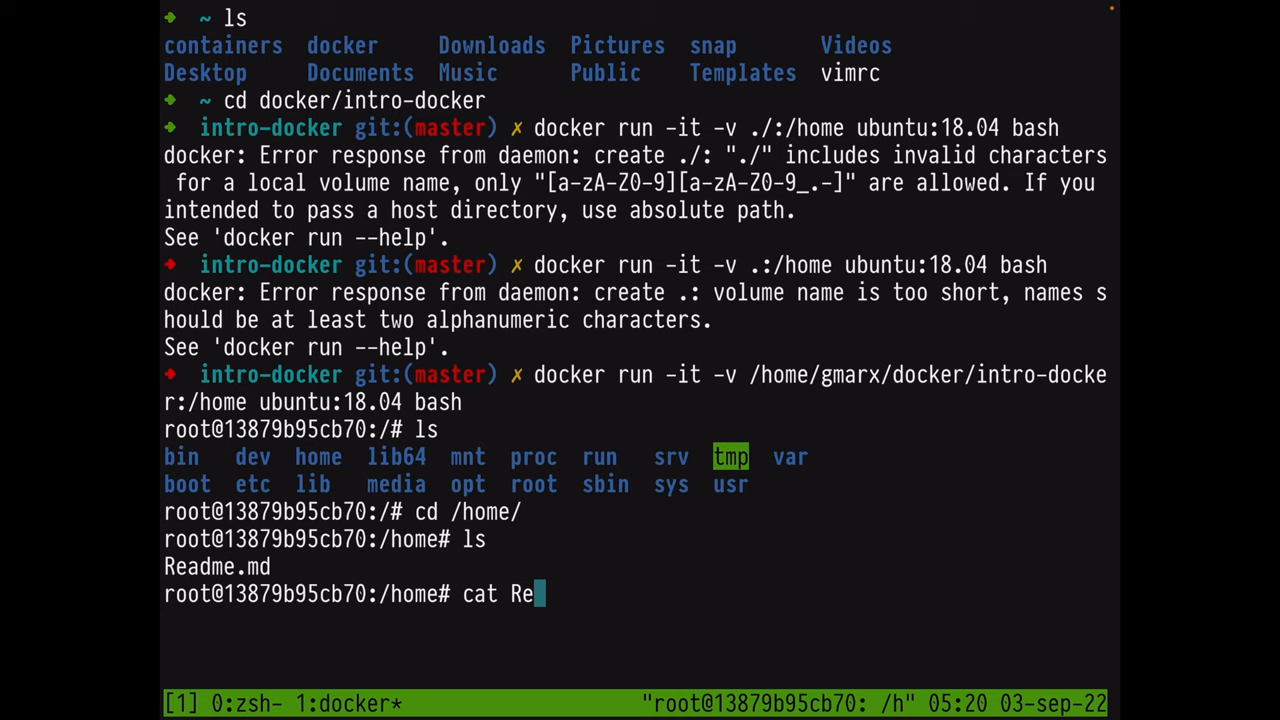 ➜ ~ ls
containers docker Downloads Pictures snap Videos
Desktop Documents Music Public Templates vimrc
➜ ~ cd docker/intro-docker
➜ intro-docker git:(master) ✗ docker run -it -v ./:/home ubuntu:18.04 bash
docker: Error response from daemon: create ./: "./" includes invalid characters
for a local volume name, only "[a-zA-Z0-9][a-zA-Z0-9_.-]" are allowed. If you
intended to pass a host directory, use absolute path.
See 'docker run --help'.
➜ intro-docker git:(master) ✗ docker run -it -v .:/home ubuntu:18.04 bash
docker: Error response from daemon: create .: volume name is too short, names s
hould be at least two alphanumeric characters.
See 'docker run --help'.
➜ intro-docker git:(master) ✗ docker run -it -v /home/gmarx/docker/intro-docke
r:/home ubuntu:18.04 bash
root@13879b95cb70:/# ls
bin dev home lib64 mnt proc run srv tmp var
boot etc lib media opt root sbin sys usr
root@13879b95cb70:/# cd /home/
root@13879b95cb70:/home# ls
Readme.md
root@13879b95cb70:/home# cat Re
[1] 0:zsh- 1:docker* "root@13879b95cb70: /h" 05:20 03-sep-22